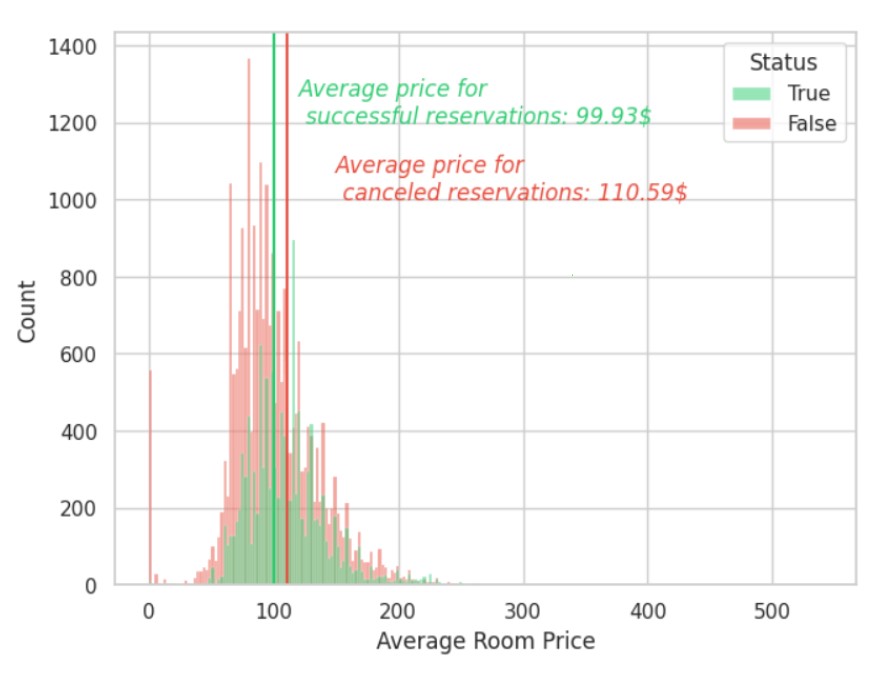 1400
1200
1000
800
600
400
200
0
Count
Average price for
successful reservations: 99.93$
Average price for
canceled reservations: 110.59$
Status
True
False
0
100
200
300
400
500
Average Room Price